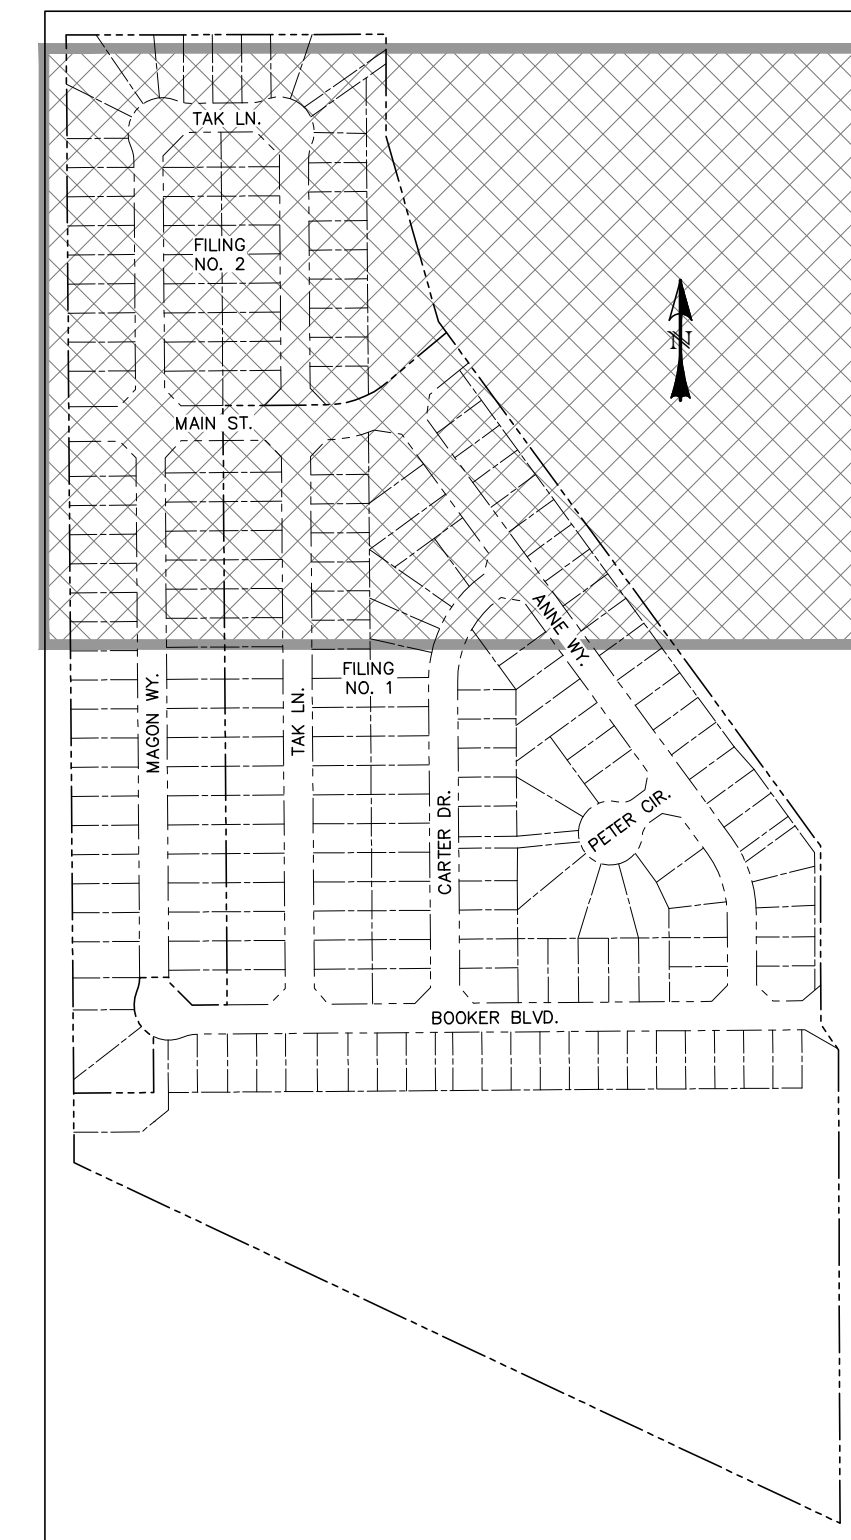 TAK LN.
FILING
NO. 2
N
MAIN ST.
ANNE WY.
FILING
NO. 1
MAGON WY.
TAK LN.
CARTER DR.
PETER CIR.
BOOKER BLVD.